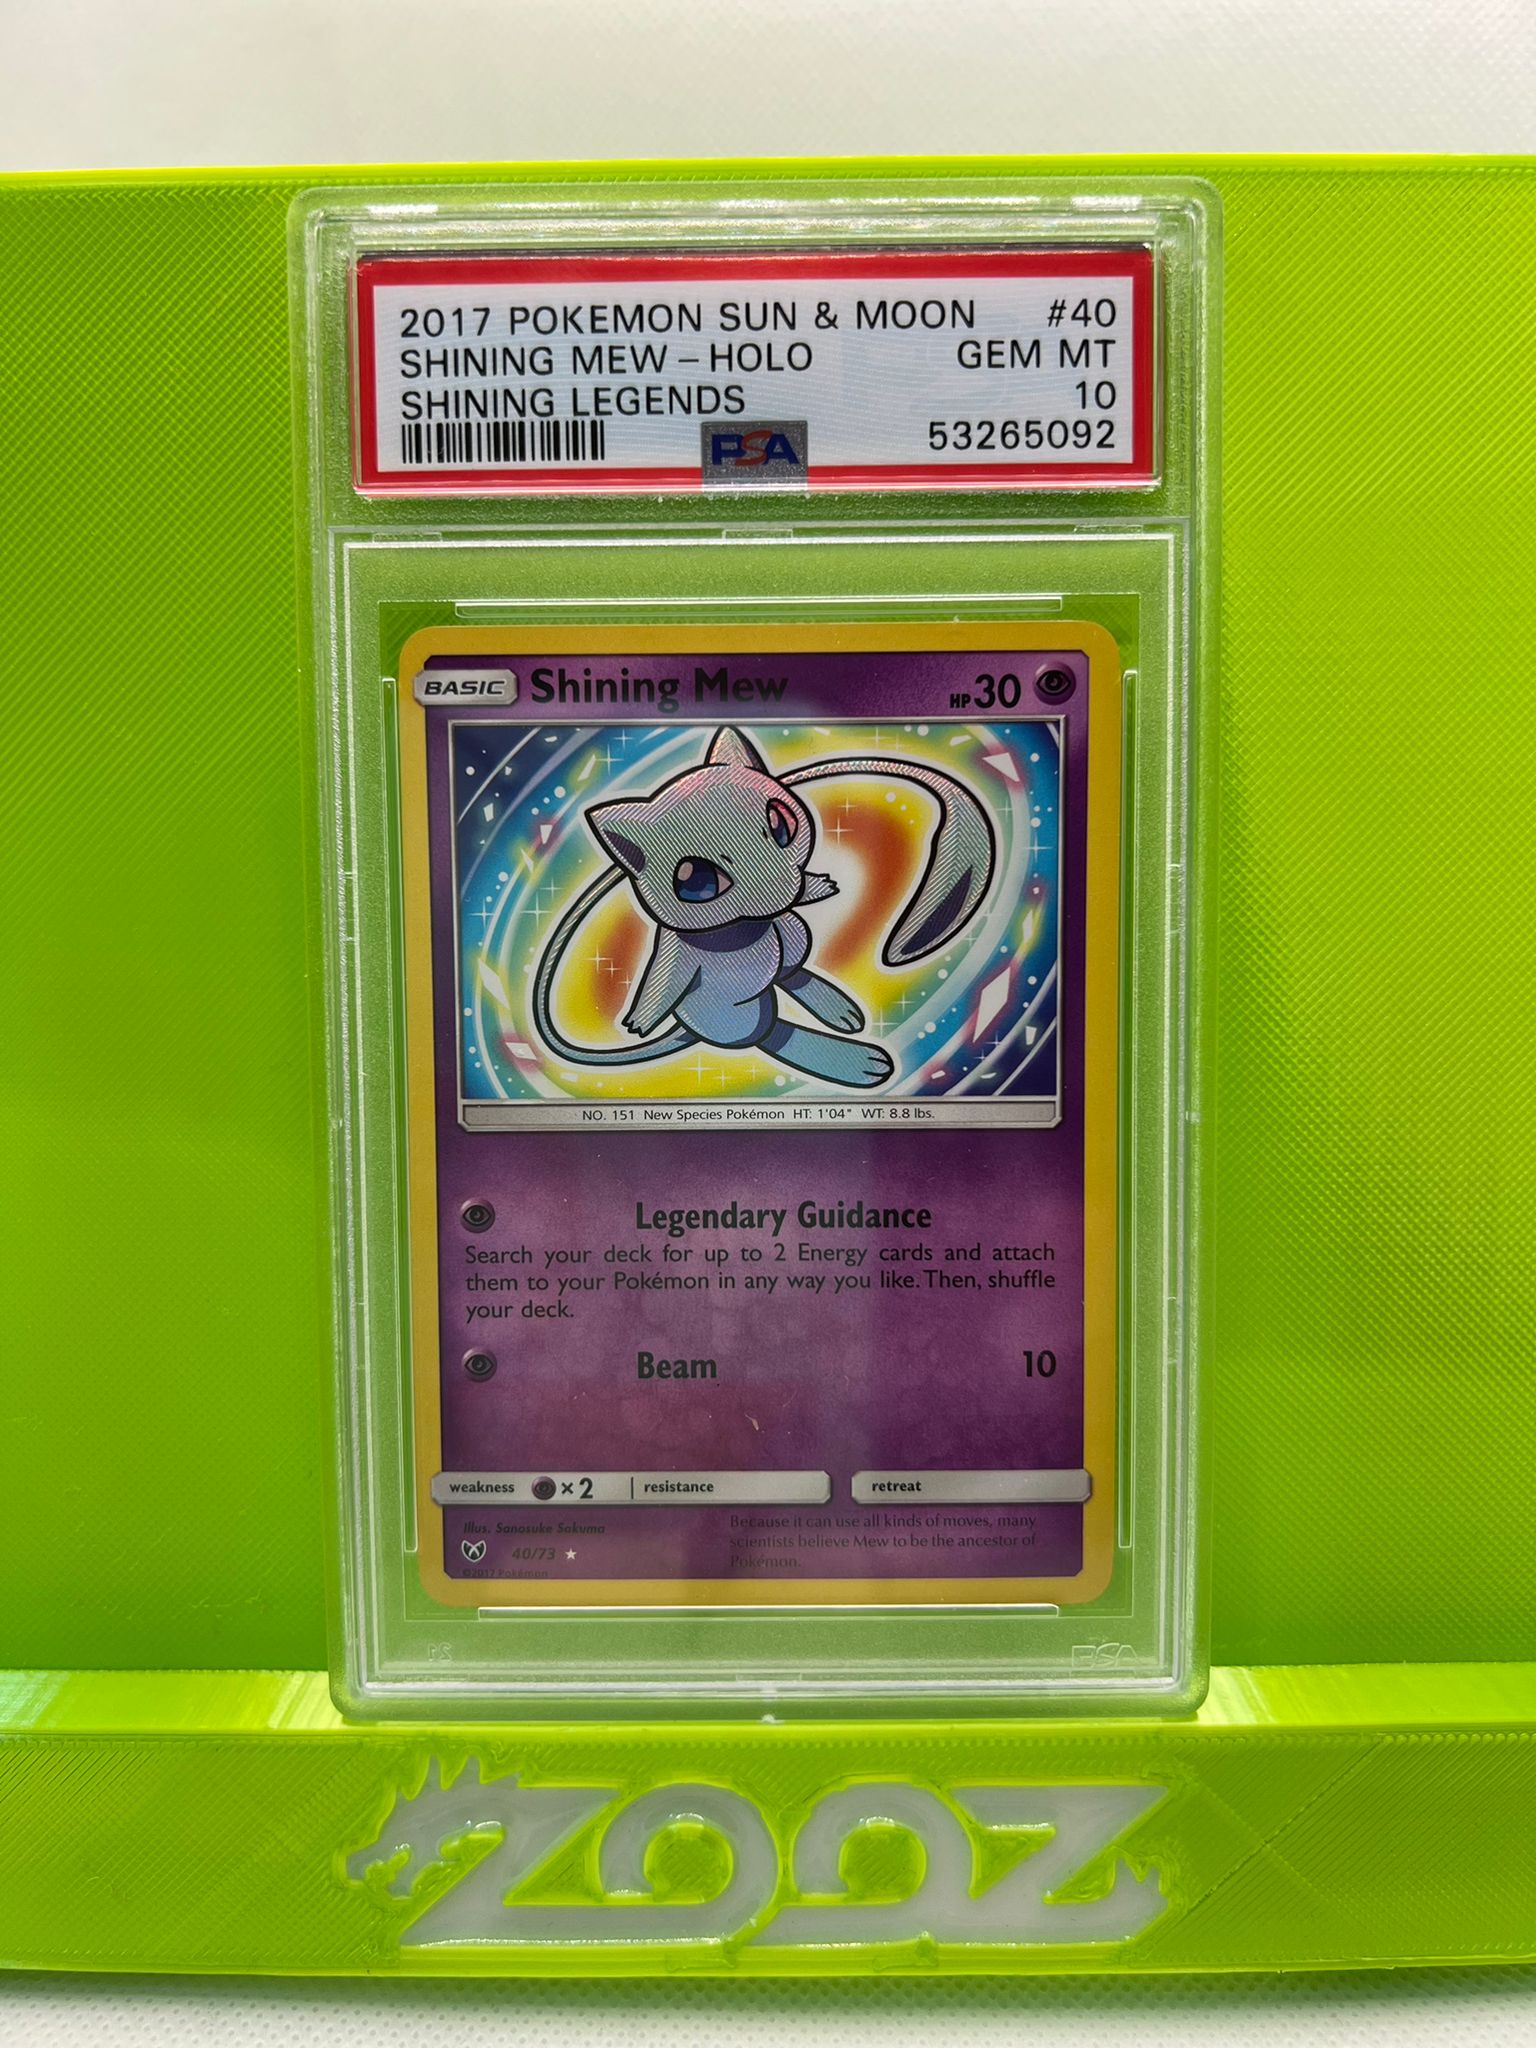 2017 POKEMON SUN & MOON #40
SHINING MEW – HOLO GEM MT
SHINING LEGENDS 10
PSA 53265092
BASIC Shining Mew HP 30
NO. 151 New Species Pokémon HT: 1'04" WT: 8.8 lbs.
Legendary Guidance
Search your deck for up to 2 Energy cards and attach
them to your Pokémon in any way you like. Then, shuffle
your deck.
Beam 10
weakness ×2 resistance retreat
Illus. Sanosuke Sakuma
40/73
©2017 Pokémon
Because it can use all kinds of moves, many
scientists believe Mew to be the ancestor of
Pokémon.
PSA
ZOOZ